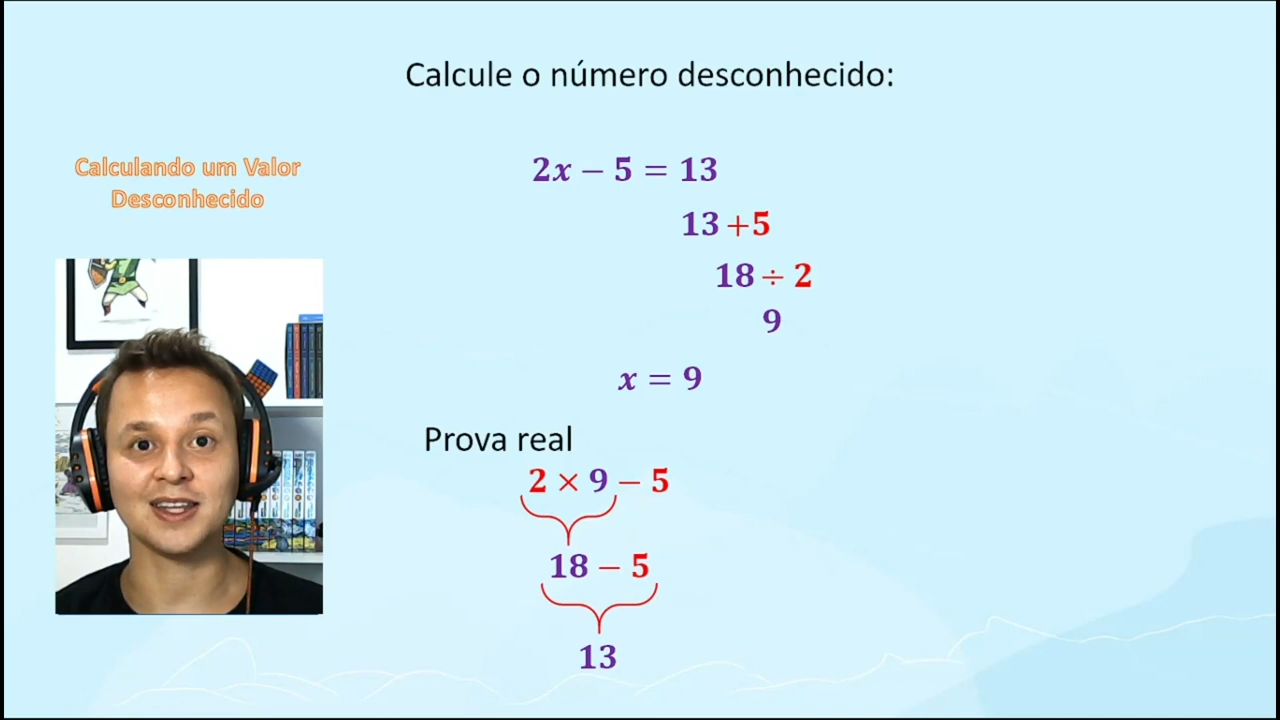 Calcule o número desconhecido:
Calculando um Valor
Desconhecido
2x − 5 = 13
13 + 5
18 ÷ 2
9
x = 9
Prova real
2 × 9 − 5
18 − 5
13